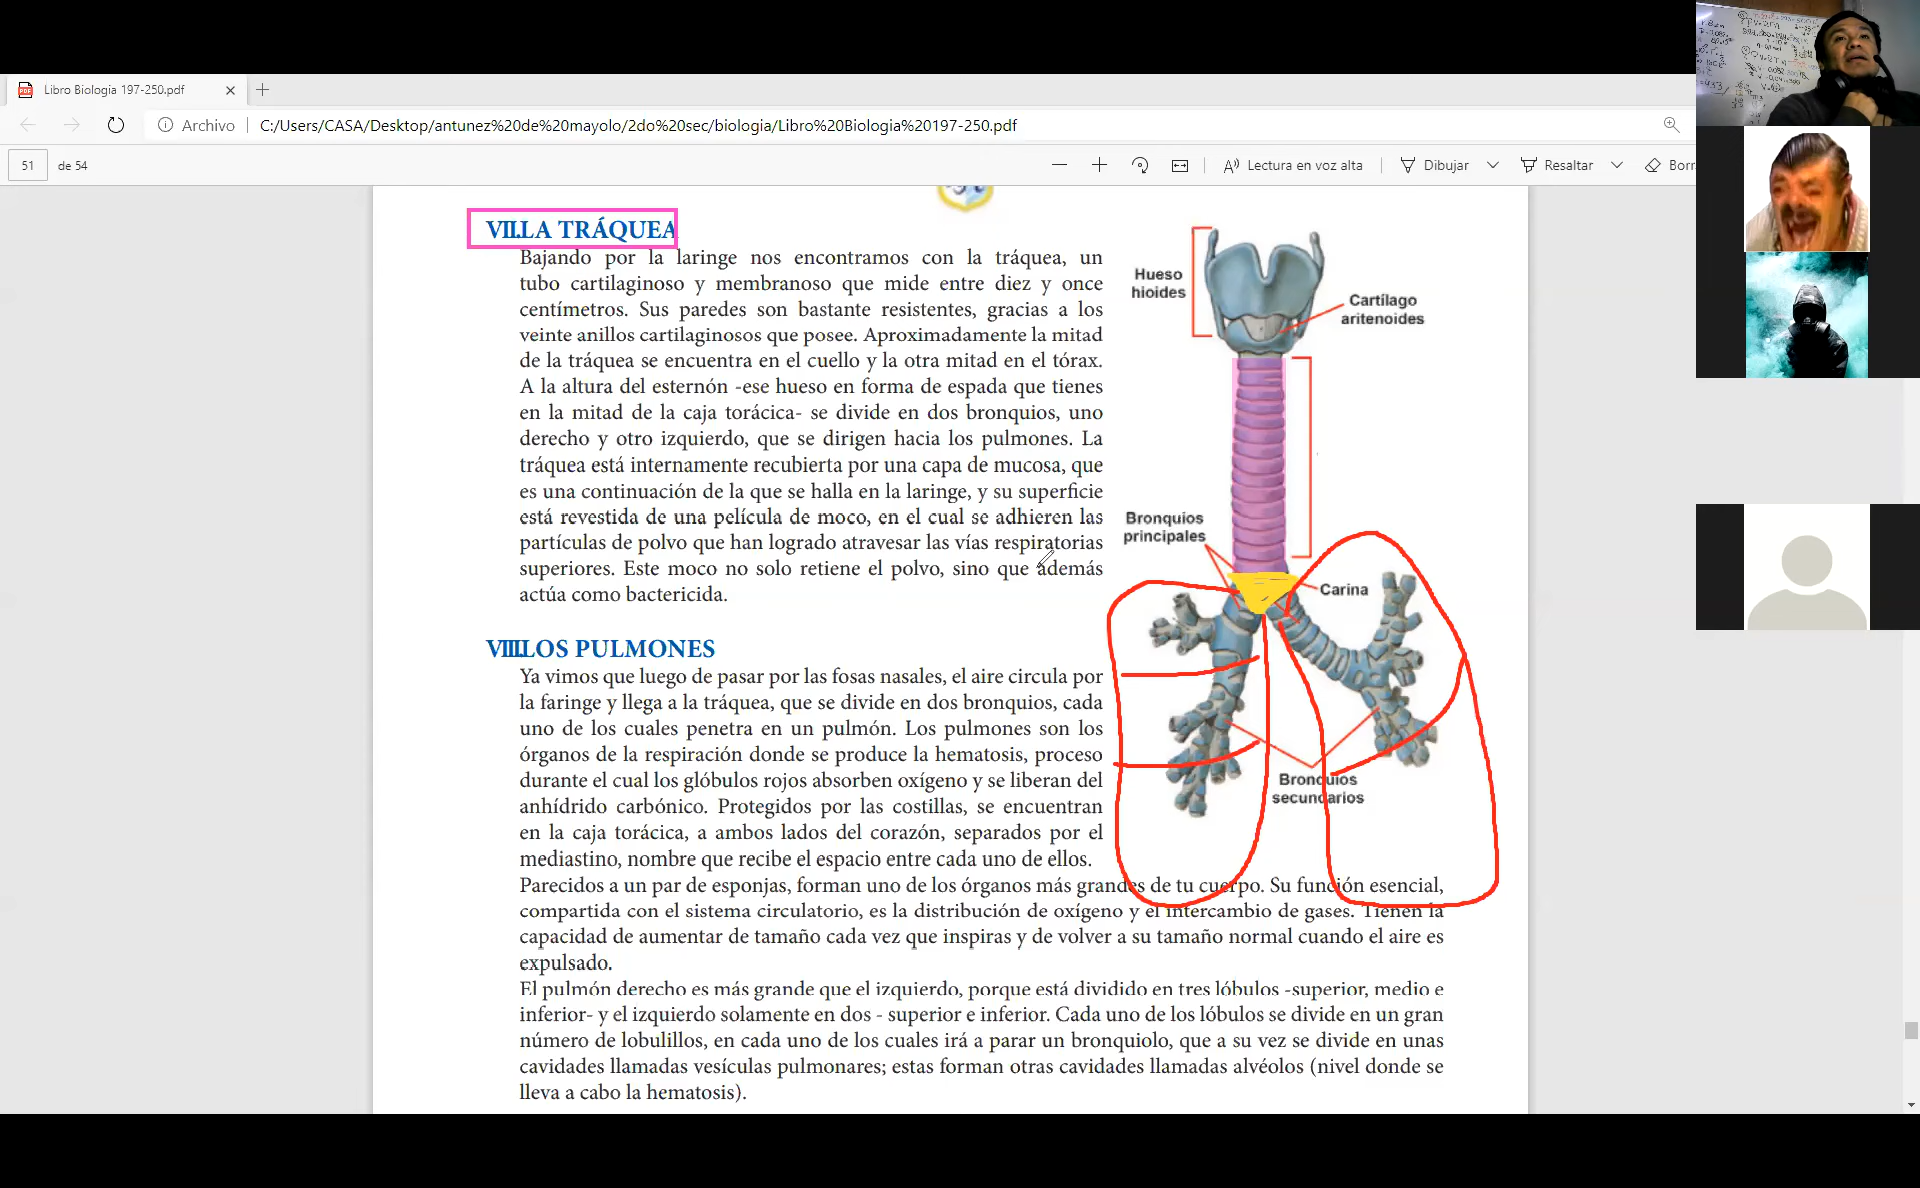 Libro Biologia 197-250.pdf
Archivo
C:/Users/CASA/Desktop/antunez%20de%20mayolo/2do%20sec/biologia/Libro%20Biologia%20197-250.pdf
51 de 54
Lectura en voz alta
Dibujar
Resaltar
Borr
VII. LA TRÁQUEA
Bajando por la laringe nos encontramos con la tráquea, un
tubo cartilaginoso y membranoso que mide entre diez y once
centímetros. Sus paredes son bastante resistentes, gracias a los
veinte anillos cartilaginosos que posee. Aproximadamente la mitad
de la tráquea se encuentra en el cuello y la otra mitad en el tórax.
A la altura del esternón -ese hueso en forma de espada que tienes
en la mitad de la caja torácica- se divide en dos bronquios, uno
derecho y otro izquierdo, que se dirigen hacia los pulmones. La
tráquea está internamente recubierta por una capa de mucosa, que
es una continuación de la que se halla en la laringe, y su superficie
está revestida de una película de moco, en el cual se adhieren las
partículas de polvo que han logrado atravesar las vías respiratorias
superiores. Este moco no solo retiene el polvo, sino que además
actúa como bactericida.
Hueso
hioides
Cartílago
aritenoides
Bronquios
principales
Carina
Bronquios
secundarios
VIII. LOS PULMONES
Ya vimos que luego de pasar por las fosas nasales, el aire circula por
la faringe y llega a la tráquea, que se divide en dos bronquios, cada
uno de los cuales penetra en un pulmón. Los pulmones son los
órganos de la respiración donde se produce la hematosis, proceso
durante el cual los glóbulos rojos absorben oxígeno y se liberan del
anhídrido carbónico. Protegidos por las costillas, se encuentran
en la caja torácica, a ambos lados del corazón, separados por el
mediastino, nombre que recibe el espacio entre cada uno de ellos.
Parecidos a un par de esponjas, forman uno de los órganos más grandes de tu cuerpo. Su función esencial,
compartida con el sistema circulatorio, es la distribución de oxígeno y el intercambio de gases. Tienen la
capacidad de aumentar de tamaño cada vez que inspiras y de volver a su tamaño normal cuando el aire es
expulsado.
El pulmón derecho es más grande que el izquierdo, porque está dividido en tres lóbulos -superior, medio e
inferior- y el izquierdo solamente en dos - superior e inferior. Cada uno de los lóbulos se divide en un gran
número de lobulillos, en cada uno de los cuales irá a parar un bronquiolo, que a su vez se divide en unas
cavidades llamadas vesículas pulmonares; estas forman otras cavidades llamadas alvéolos (nivel donde se
lleva a cabo la hematosis).